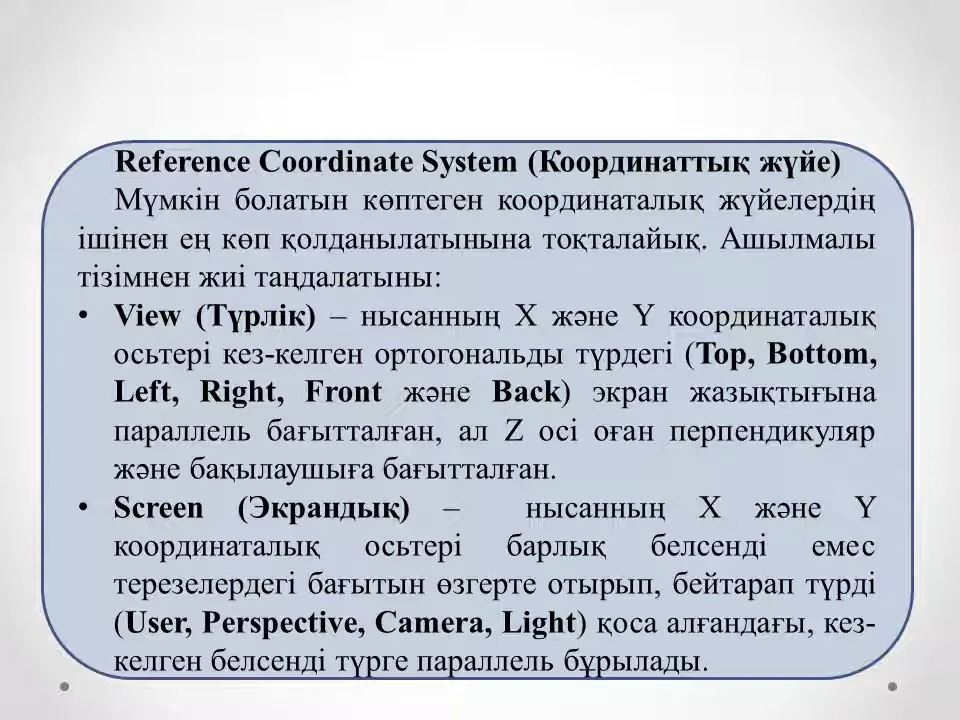 Reference Coordinate System (Координаттық жүйе)
Мүмкін болатын көптеген координаталық жүйелердің
ішінен ең көп қолданылатынына тоқталайық. Ашылмалы
тізімнен жиі таңдалатыны:
• View (Түрлік) – нысанның X және Y координаталық
осьтері кез-келген ортогональды түрдегі (Top, Bottom,
Left, Right, Front және Back) экран жазықтығына
параллель бағытталған, ал Z осі оған перпендикуляр
және бақылаушыға бағытталған.
• Screen (Экрандық) – нысанның X және Y
координаталық осьтері барлық белсенді емес
терезелердегі бағытын өзгерте отырып, бейтарап түрді
(User, Perspective, Camera, Light) қоса алғандағы, кез-
келген белсенді түрге параллель бұрылады.